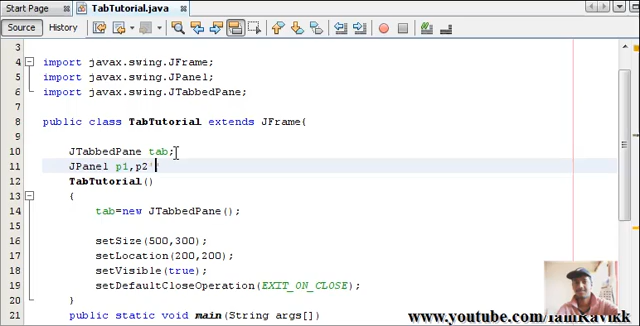 Start Page TabTutorial.java
Source History
3
4 import javax.swing.JFrame;
5 import javax.swing.JPanel;
6 import javax.swing.JTabbedPane;
7
8 public class TabTutorial extends JFrame{
9
10 JTabbedPane tab;
11 JPanel p1,p2''
12 TabTutorial()
13 {
14 tab=new JTabbedPane();
15
16 setSize(500,300);
17 setLocation(200,200);
18 setVisible(true);
19 setDefaultCloseOperation(EXIT_ON_CLOSE);
20 }
21 public static void main(String args[])
www.youtube.com/IamRavikk